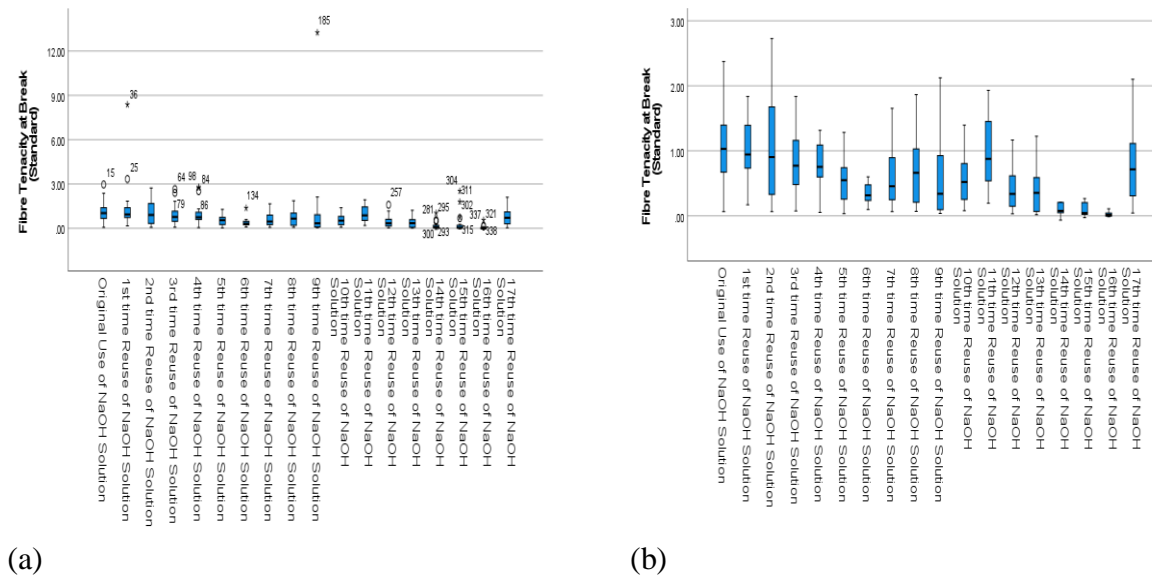 Fibre Tenacity at Break
(Standard)
12.00
9.00
6.00
3.00
.00
15
36
25
64
79
98
84
86
134
185
257
281
295
300
293
304
311
302
315
337
321
338
Original Use of NaOH Solution
1st time Reuse of NaOH Solution
2nd time Reuse of NaOH Solution
3rd time Reuse of NaOH Solution
4th time Reuse of NaOH Solution
5th time Reuse of NaOH Solution
6th time Reuse of NaOH Solution
7th time Reuse of NaOH Solution
8th time Reuse of NaOH Solution
9th time Reuse of NaOH Solution
10th time Reuse of NaOH
Solution
11th time Reuse of NaOH
Solution
12th time Reuse of NaOH
Solution
13th time Reuse of NaOH
Solution
14th time Reuse of NaOH
Solution
15th time Reuse of NaOH
Solution
16th time Reuse of NaOH
Solution
17th time Reuse of NaOH
Solution
(a)
Fibre Tenacity at Break
(Standard)
3.00
2.00
1.00
.00
Original Use of NaOH Solution
1st time Reuse of NaOH Solution
2nd time Reuse of NaOH Solution
3rd time Reuse of NaOH Solution
4th time Reuse of NaOH Solution
5th time Reuse of NaOH Solution
6th time Reuse of NaOH Solution
7th time Reuse of NaOH Solution
8th time Reuse of NaOH Solution
9th time Reuse of NaOH Solution
10th time Reuse of NaOH
Solution
11th time Reuse of NaOH
Solution
12th time Reuse of NaOH
Solution
13th time Reuse of NaOH
Solution
14th time Reuse of NaOH
Solution
15th time Reuse of NaOH
Solution
16th time Reuse of NaOH
Solution
17th time Reuse of NaOH
Solution
(b)